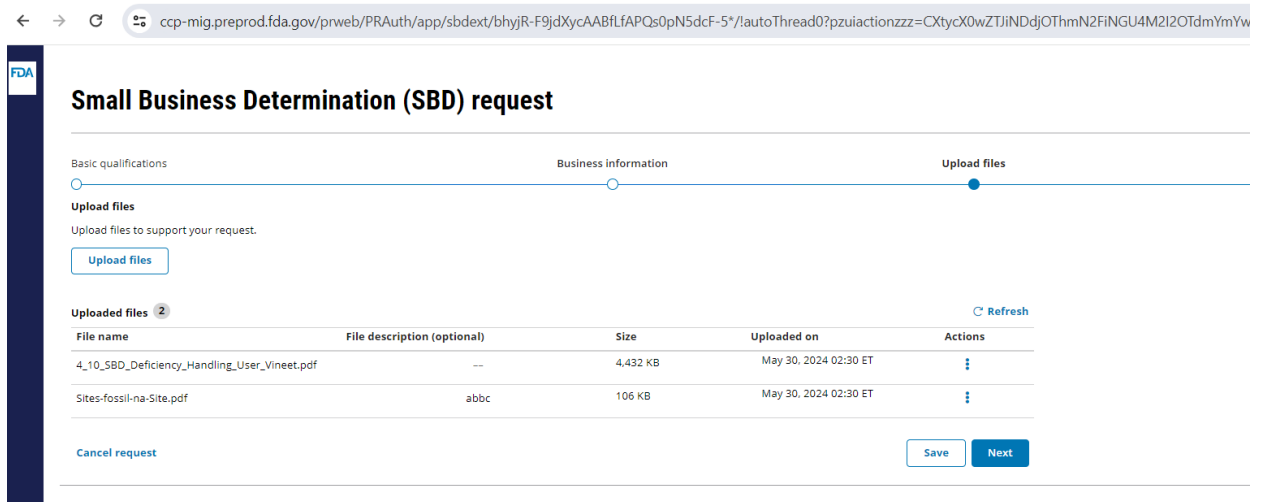 ccp-mig.preprod.fda.gov/prweb/PRAuth/app/sbdext/bhyjR-F9jdXycAABfLfAPQs0pN5dcF-5*/!autoThread0?pzuiactionzzz=CXtycX0wZTJiNDdjOThmN2FiNGU4M2I2OTdmYmYw
FDA
Small Business Determination (SBD) request
Basic qualifications Business information Upload files
Upload files
Upload files to support your request.
Upload files
Uploaded files 2 Refresh
File name File description (optional) Size Uploaded on Actions
4_10_SBD_Deficiency_Handling_User_Vineet.pdf –– 4,432 KB May 30, 2024 02:30 ET
Sites-fossil-na-Site.pdf abbc 106 KB May 30, 2024 02:30 ET
Cancel request Save Next